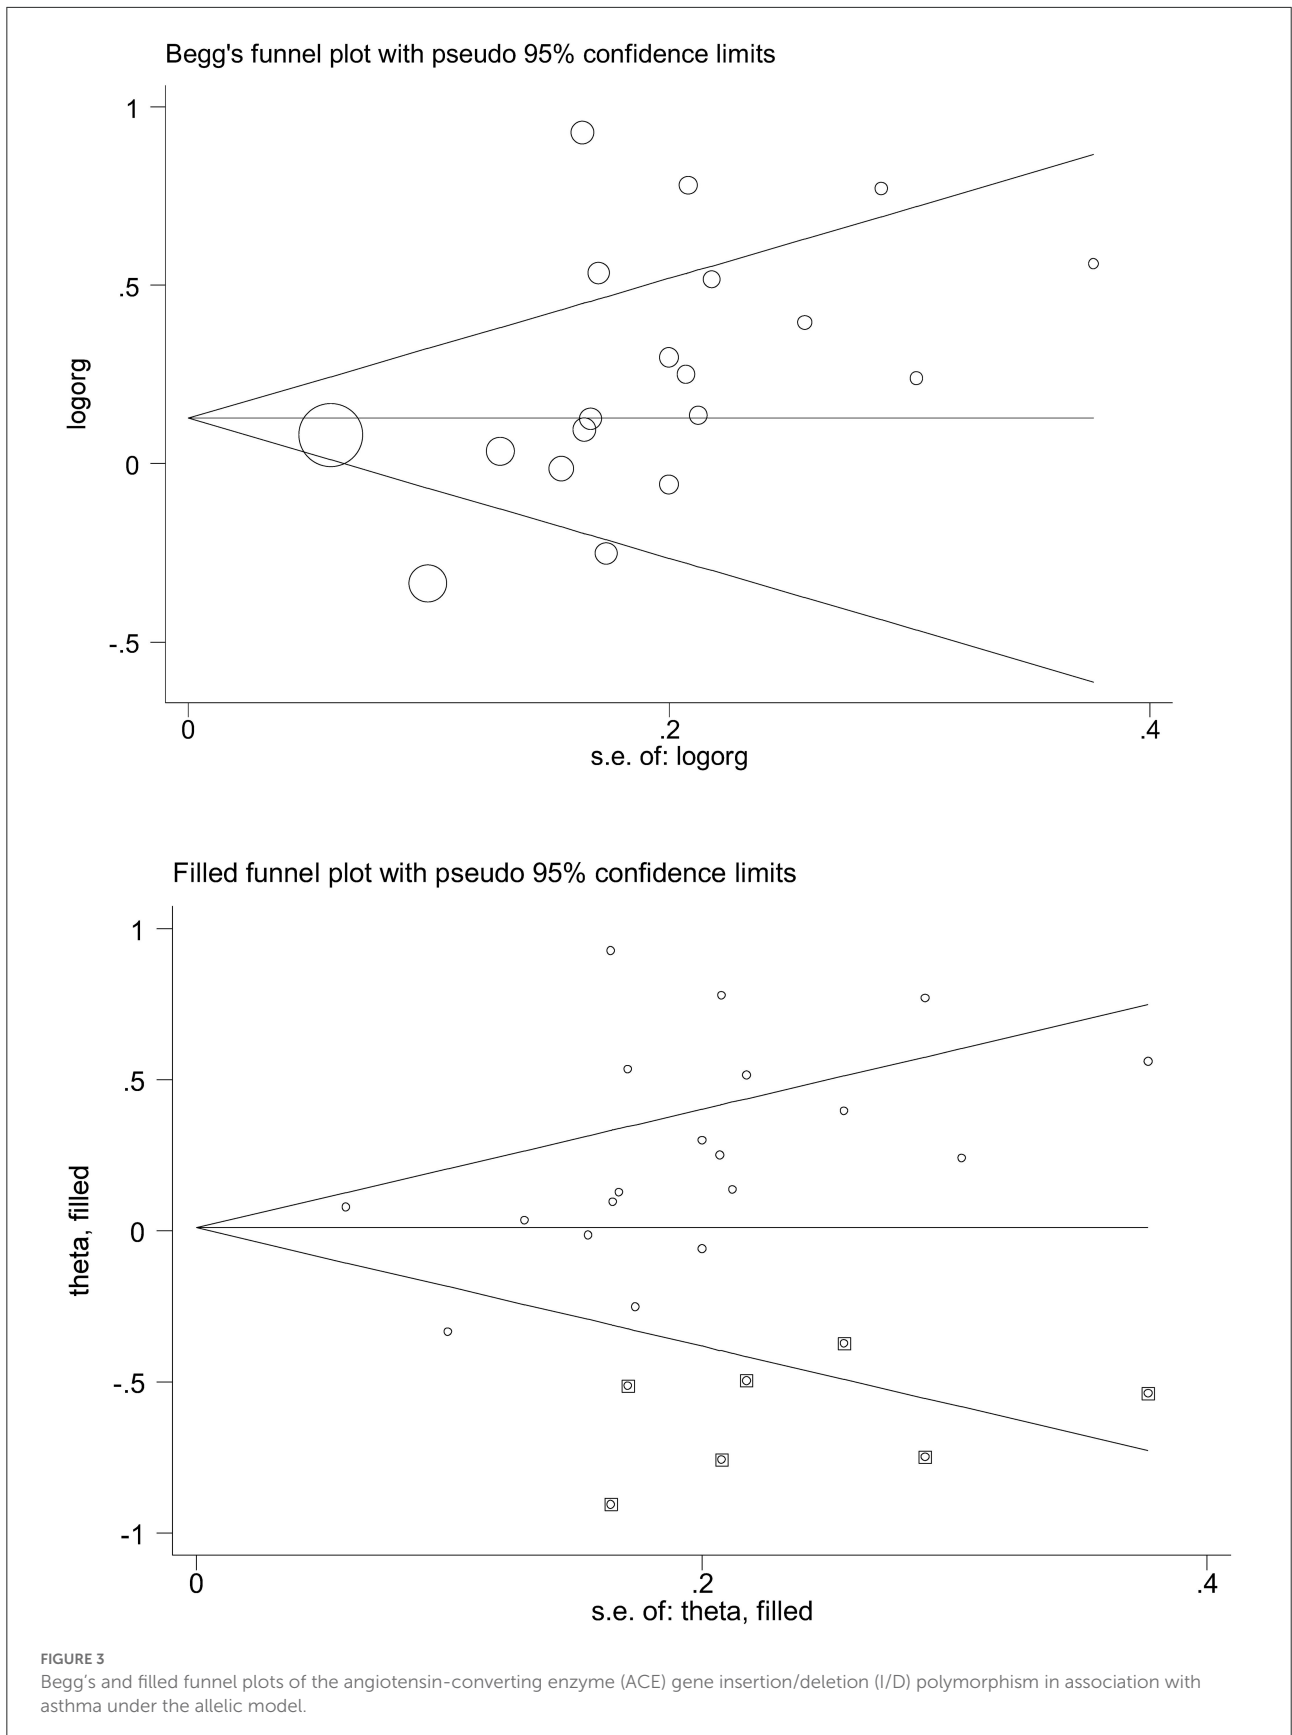 Begg's funnel plot with pseudo 95% confidence limits
1
.5
0
-.5
logorg
0 .2 .4
s.e. of: logorg
Filled funnel plot with pseudo 95% confidence limits
1
.5
0
-.5
-1
theta, filled
0 .2 .4
s.e. of: theta, filled
FIGURE 3
Begg's and filled funnel plots of the angiotensin-converting enzyme (ACE) gene insertion/deletion (I/D) polymorphism in association with
asthma under the allelic model.